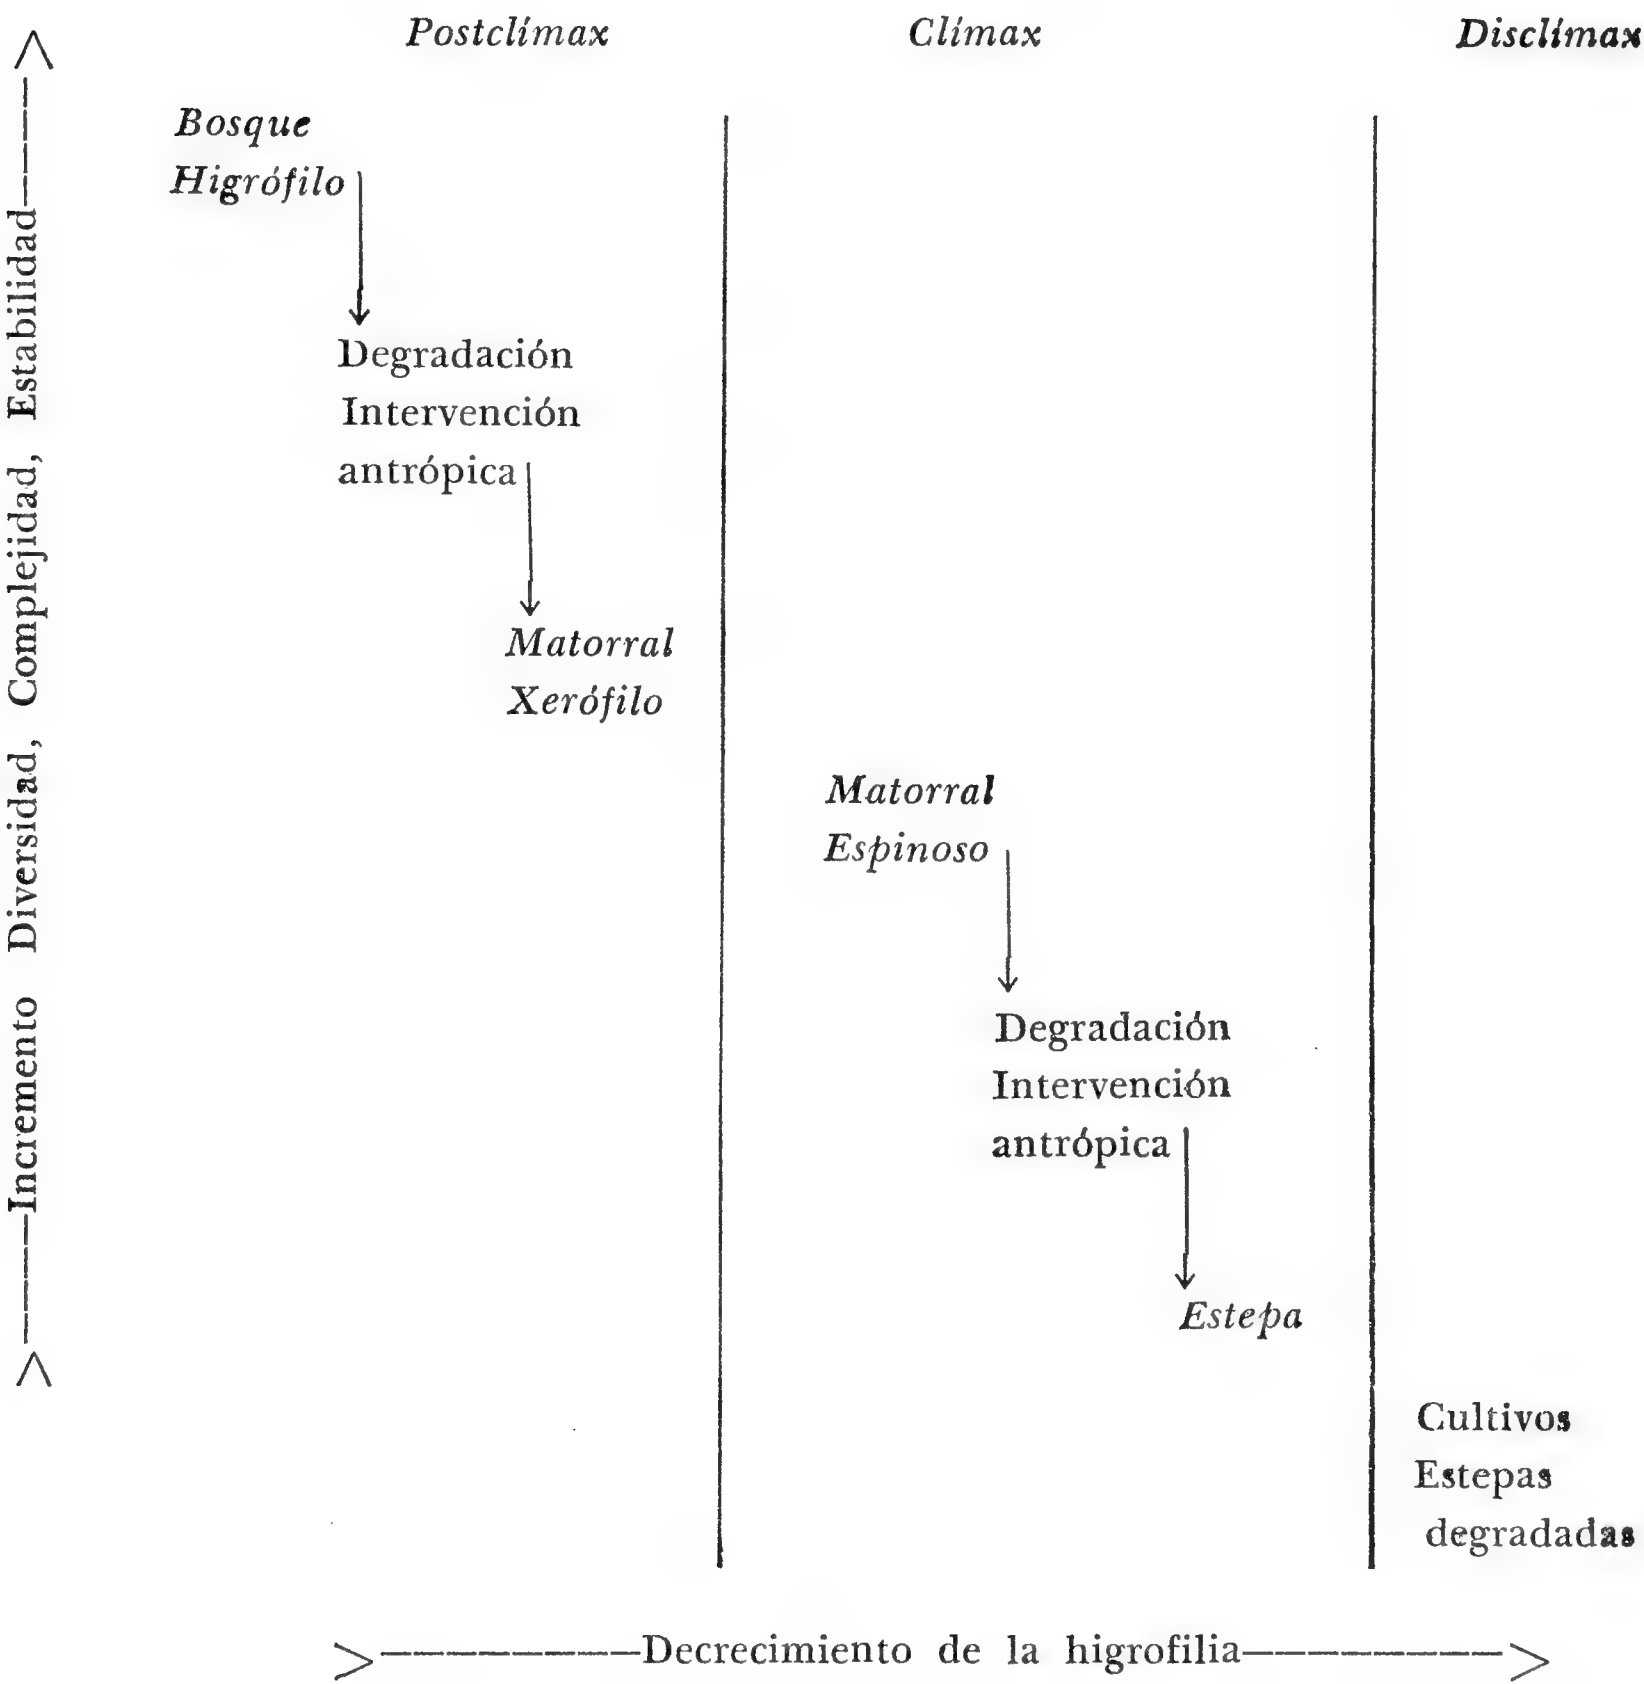 Postclímax
Clímax
Disclímax
Bosque
Higrófilo
Degradación
Intervención
antrópica
Matorral
Xerófilo
Matorral
Espinoso
Degradación
Intervención
antrópica
Estepa
Cultivos
Estepas
degradadas
Incremento Diversidad, Complejidad, Estabilidad
Decrecimiento de la higrofilia